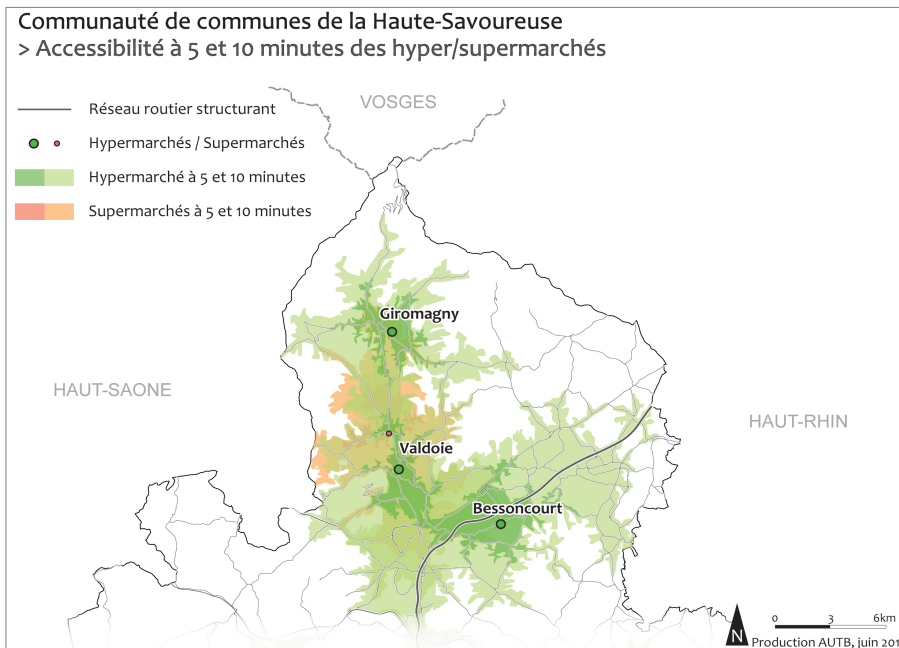 Communauté de communes de la Haute-Savoureuse
> Accessibilité à 5 et 10 minutes des hyper/supermarchés
VOSGES
Réseau routier structurant
Hypermarchés / Supermarchés
Hypermarché à 5 et 10 minutes
Supermarchés à 5 et 10 minutes
Giromagny
HAUT-SAONE
HAUT-RHIN
Valdoie
Bessoncourt
0 3 6km
N
Production AUTB, juin 201